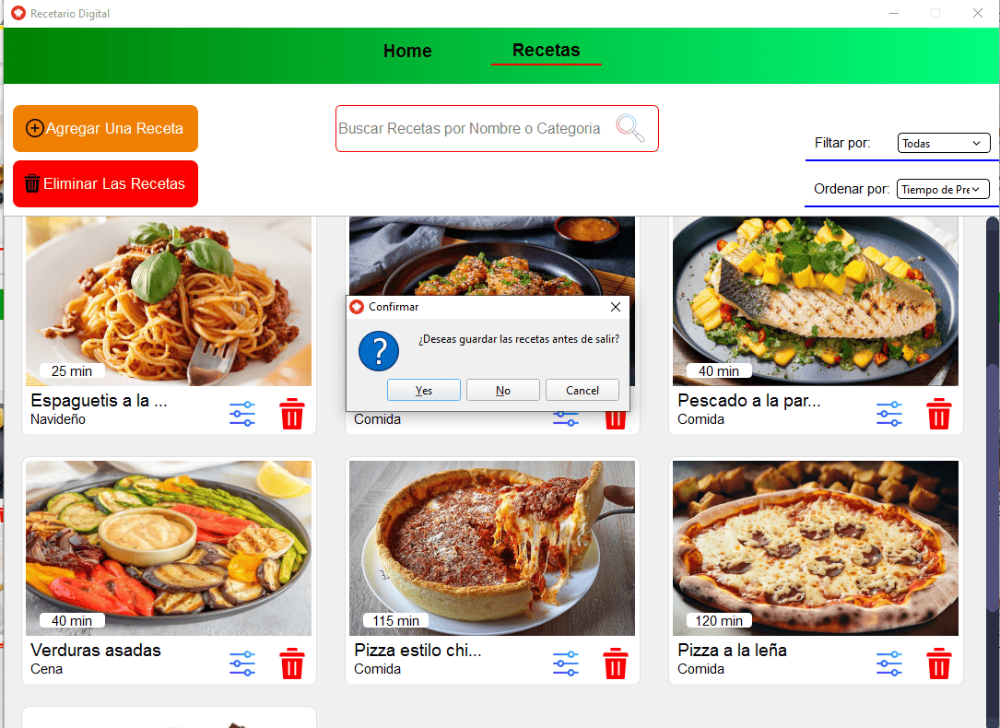 Recetario Digital
Home
Recetas
Agregar Una Receta
Buscar Recetas por Nombre o Categoria
Filtar por:
Todas
Eliminar Las Recetas
Ordenar por:
Tiempo de Pre
Confirmar
¿Deseas guardar las recetas antes de salir?
Yes
No
Cancel
25 min
Espaguetis a la ...
Navideño
Comida
40 min
Pescado a la par...
Comida
40 min
Verduras asadas
Cena
115 min
Pizza estilo chi...
Comida
120 min
Pizza a la leña
Comida